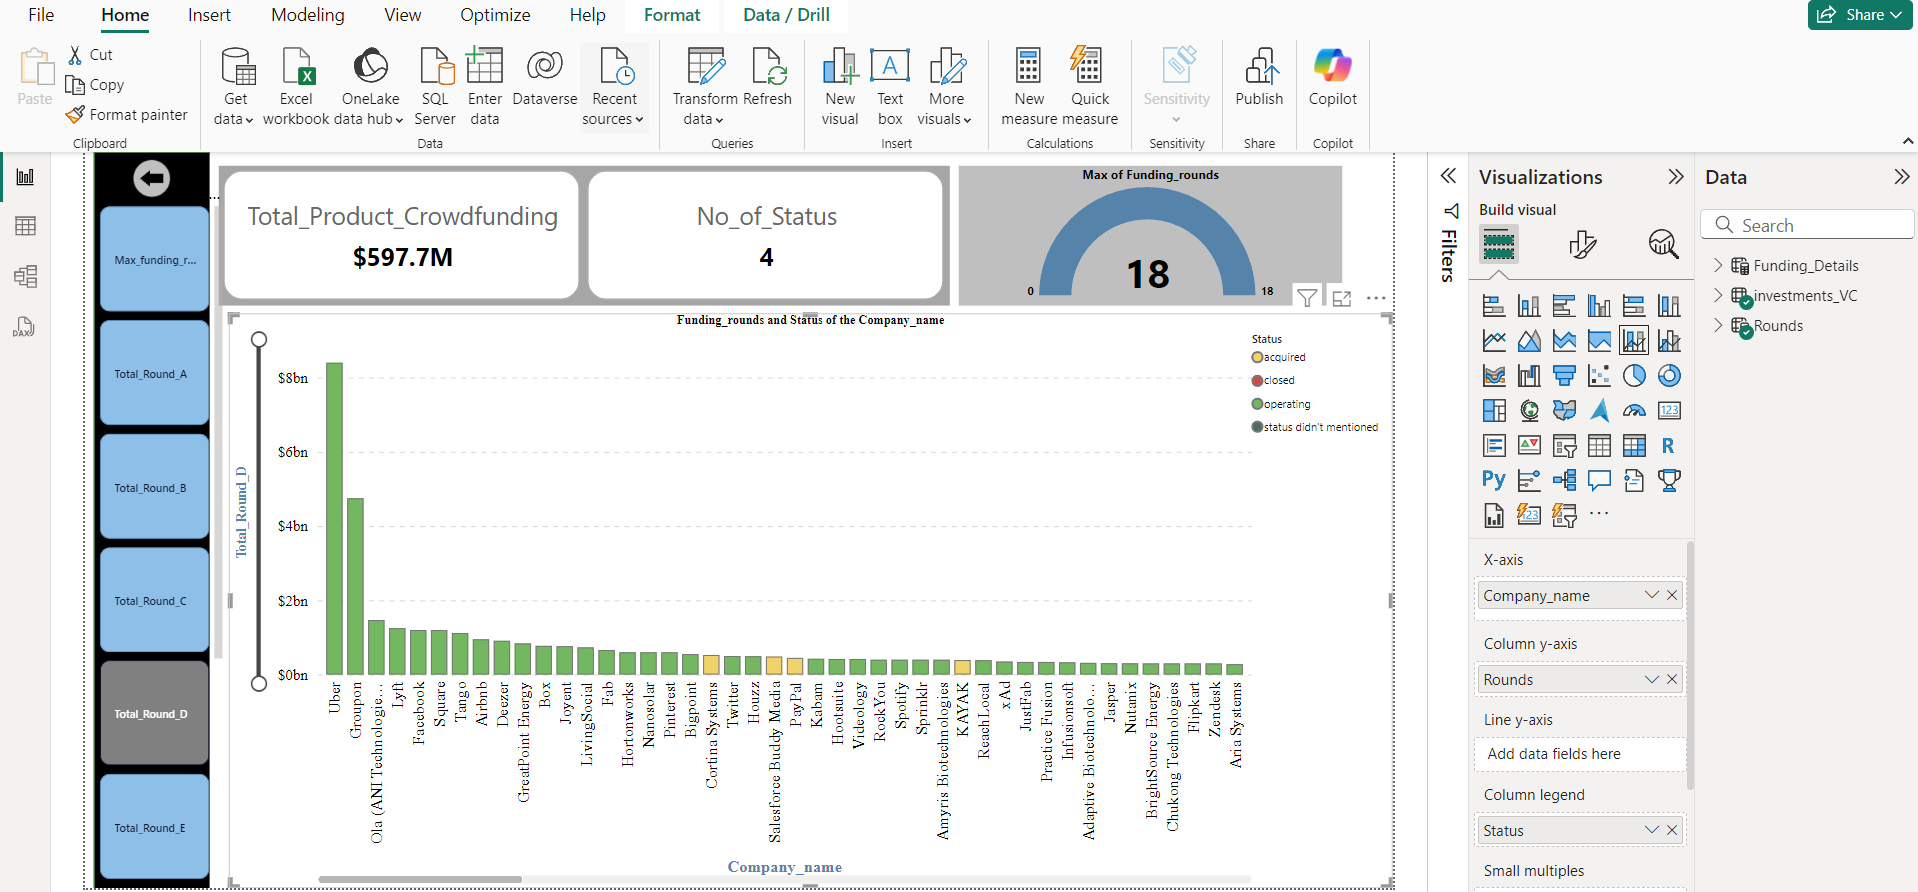 File
Home
Insert
Modeling
View
Optimize
Help
Format
Data / Drill
Share
Paste
Cut
Copy
Format painter
Clipboard
Get data
Excel workbook
OneLake data hub
SQL Server
Enter data
Dataverse
Recent sources
Data
Transform data
Refresh
Queries
New visual
Text box
More visuals
Insert
New measure
Quick measure
Calculations
Sensitivity
Sensitivity
Publish
Share
Copilot
Copilot
DAX
Max_funding_r...
Total_Round_A
Total_Round_B
Total_Round_C
Total_Round_D
Total_Round_E
Total_Product_Crowdfunding
$597.7M
No_of_Status
4
Max of Funding_rounds
18
0
18
Funding_rounds and Status of the Company_name
Status
acquired
closed
operating
status didn't mentioned
Total_Round_D
$8bn
$6bn
$4bn
$2bn
$0bn
Uber
Groupon
Ola (ANI Technologie...
Lyft
Facebook
Square
Tango
Airbnb
Deezer
GreatPoint Energy
Box
Joyent
LivingSocial
Fab
Hortonworks
Nanosolar
Pinterest
Bigpoint
Cortina Systems
Twitter
Houzz
Salesforce Buddy Media
PayPal
Kabam
Hootsuite
Videology
RockYou
Spotify
Sprinklr
Amyris Biotechnologies
KAYAK
ReachLocal
xAd
JustFab
Practice Fusion
Infusionsoft
Adaptive Biotechnolo...
Jasper
Nutanix
BrightSource Energy
Chukong Technologies
Flipkart
Zendesk
Aria Systems
Company_name
Filters
Visualizations
Build visual
123
R
Py
123
X-axis
Company_name
Column y-axis
Rounds
Line y-axis
Add data fields here
Column legend
Status
Small multiples
Data
Search
Funding_Details
investments_VC
Rounds